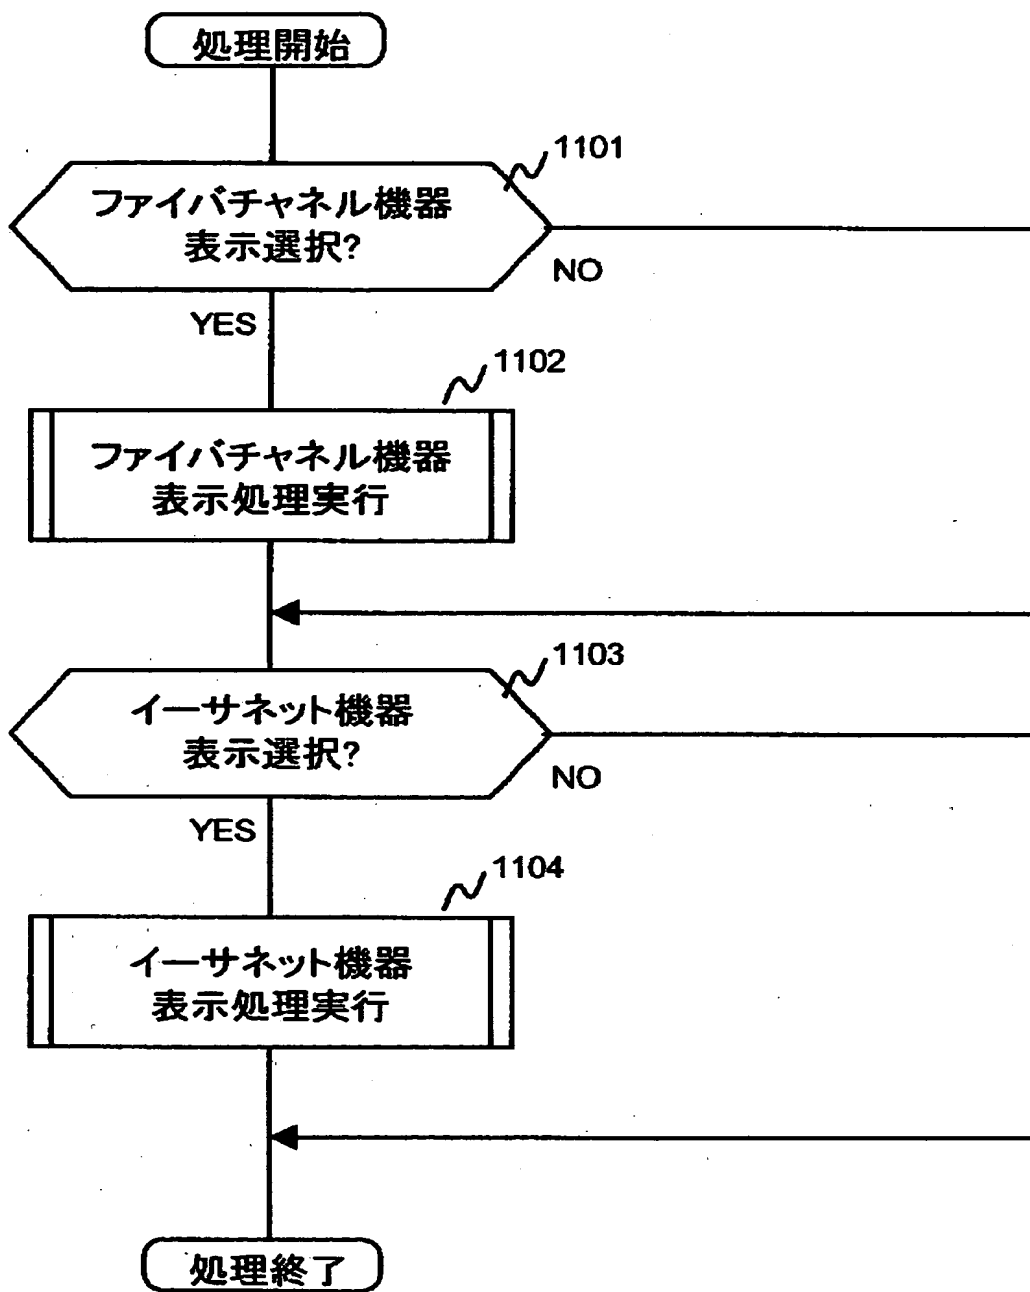 処理開始
1101
ファイバチャネル機器
表示選択?
NO
YES
1102
ファイバチャネル機器
表示処理実行
1103
イーサネット機器
表示選択?
NO
YES
1104
イーサネット機器
表示処理実行
処理終了